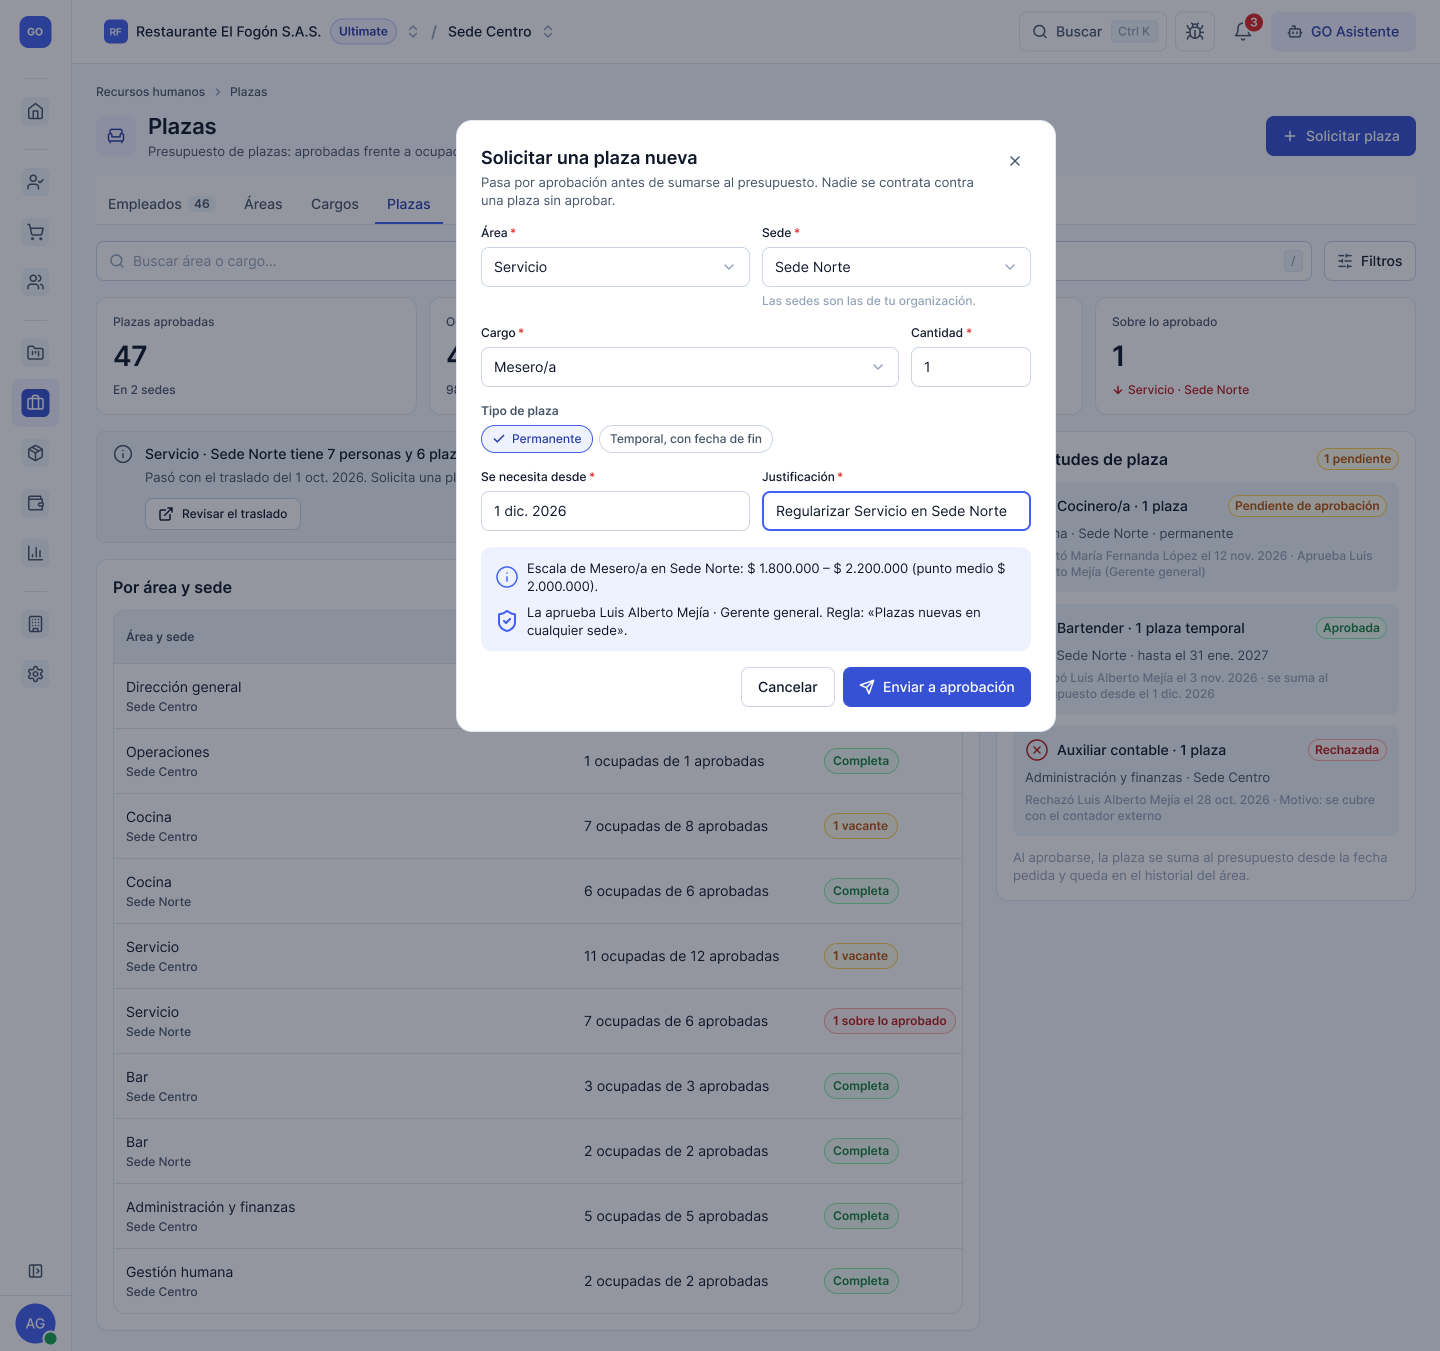 GO
RF Restaurante El Fogón S.A.S. Ultimate / Sede Centro
Buscar Ctrl K
3
GO Asistente
Recursos humanos > Plazas
Plazas
Presupuesto de plazas: aprobadas frente a
Solicitar plaza
Empleados 46 Áreas Cargos Plazas
Buscar área o cargo...
/
Filtros
Plazas aprobadas
47
En 2 sedes
Sobre lo aprobado
1
Servicio · Sede Norte
Servicio · Sede Norte tiene 7 personas y 6
Pasó con el traslado del 1 oct. 2026. Solicita una
Revisar el traslado
Por área y sede
Área y sede
Dirección general
Sede Centro
Operaciones
Sede Centro
1 ocupadas de 1 aprobadas
Completa
Cocina
Sede Centro
7 ocupadas de 8 aprobadas
1 vacante
Cocina
Sede Norte
6 ocupadas de 6 aprobadas
Completa
Servicio
Sede Centro
11 ocupadas de 12 aprobadas
1 vacante
Servicio
Sede Norte
7 ocupadas de 6 aprobadas
1 sobre lo aprobado
Bar
Sede Centro
3 ocupadas de 3 aprobadas
Completa
Bar
Sede Norte
2 ocupadas de 2 aprobadas
Completa
Administración y finanzas
Sede Centro
5 ocupadas de 5 aprobadas
Completa
Gestión humana
Sede Centro
2 ocupadas de 2 aprobadas
Completa
de plaza
1 pendiente
Cocinero/a · 1 plaza
Pendiente de aprobación
· Sede Norte · permanente
María Fernanda López el 12 nov. 2026 · Aprueba Luis
Mejía (Gerente general)
Bartender · 1 plaza temporal
Aprobada
Sede Norte · hasta el 31 ene. 2027
Luis Alberto Mejía el 3 nov. 2026 · se suma al
desde el 1 dic. 2026
Auxiliar contable · 1 plaza
Rechazada
Administración y finanzas · Sede Centro
Rechazó Luis Alberto Mejía el 28 oct. 2026 · Motivo: se cubre
con el contador externo
Al aprobarse, la plaza se suma al presupuesto desde la fecha
pedida y queda en el historial del área.
Solicitar una plaza nueva
Pasa por aprobación antes de sumarse al presupuesto. Nadie se contrata contra
una plaza sin aprobar.
Área *
Servicio
Sede *
Sede Norte
Las sedes son las de tu organización.
Cargo *
Mesero/a
Cantidad *
1
Tipo de plaza
Permanente
Temporal, con fecha de fin
Se necesita desde *
1 dic. 2026
Justificación *
Regularizar Servicio en Sede Norte
Escala de Mesero/a en Sede Norte: $ 1.800.000 – $ 2.200.000 (punto medio $
2.000.000).
La aprueba Luis Alberto Mejía · Gerente general. Regla: «Plazas nuevas en
cualquier sede».
Cancelar
Enviar a aprobación
AG